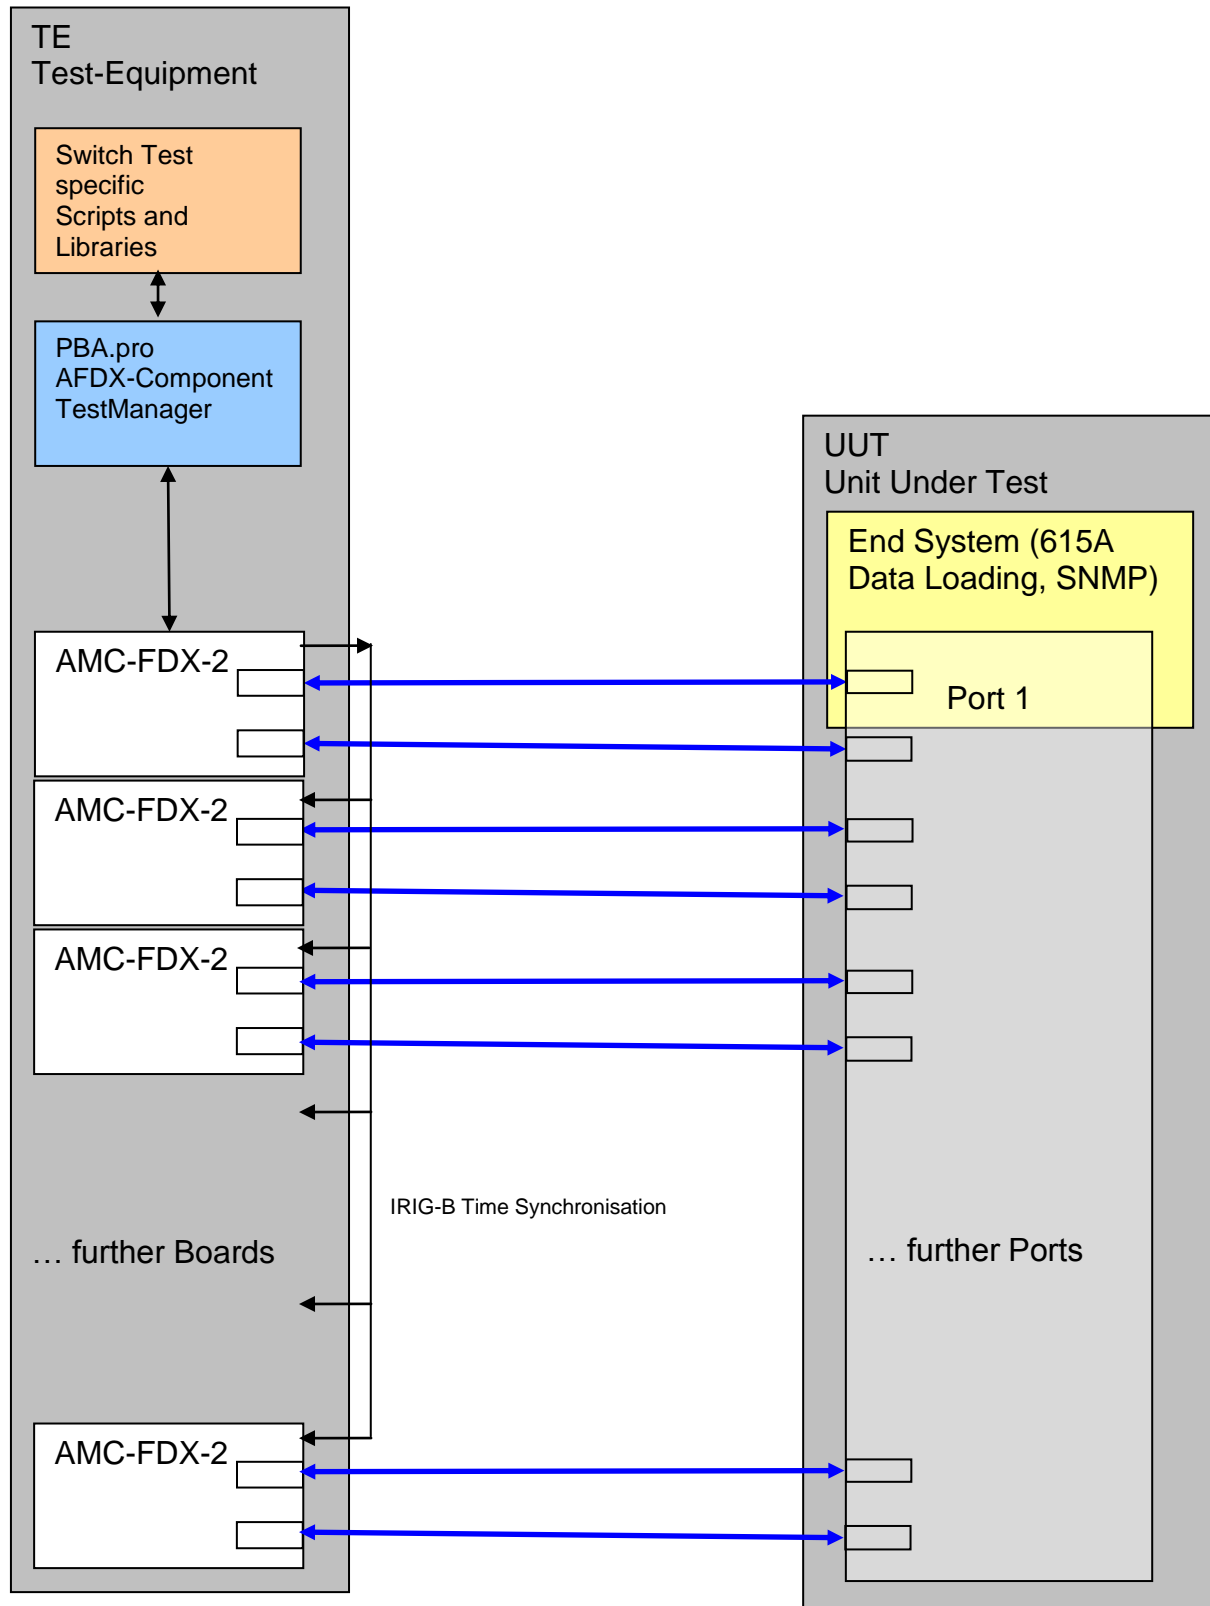 TE
Test-Equipment
Switch Test
specific
Scripts and
Libraries
PBA.pro
AFDX-Component
TestManager
UUT
Unit Under Test
End System (615A
Data Loading, SNMP)
AMC-FDX-2
Port 1
AMC-FDX-2
AMC-FDX-2
IRIG-B Time Synchronisation
… further Boards
… further Ports
AMC-FDX-2